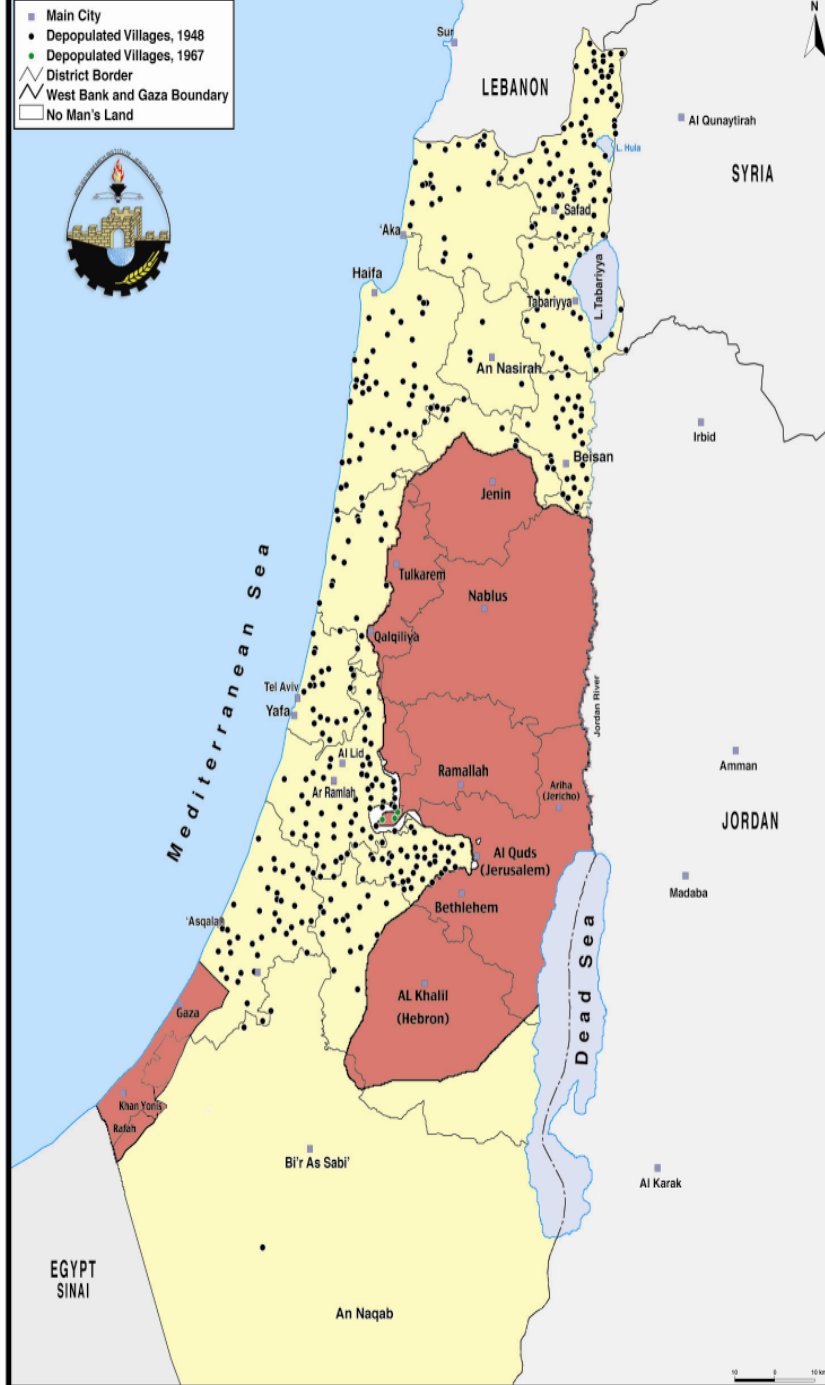 Main City
Depopulated Villages, 1948
Depopulated Villages, 1967
District Border
West Bank and Gaza Boundary
No Man's Land
N
Sur
LEBANON
Al Qunaytirah
SYRIA
L. Hula
Safad
'Aka
Haifa
Tabariyya
L.Tabariyya
An Nasirah
Irbid
Beisan
Jenin
Tulkarem
Nablus
Qalqiliya
Mediterranean Sea
Jordan River
Tel Aviv
Yafa
Al Lid
Ar Ramlah
Ramallah
Ariha
(Jericho)
Amman
JORDAN
Al Quds
(Jerusalem)
Madaba
Bethlehem
'Asqalan
Dead Sea
AL Khalil
(Hebron)
Gaza
Khan Yonis
Rafah
Bi'r As Sabi'
Al Karak
EGYPT
SINAI
An Naqab
10 0 10 km